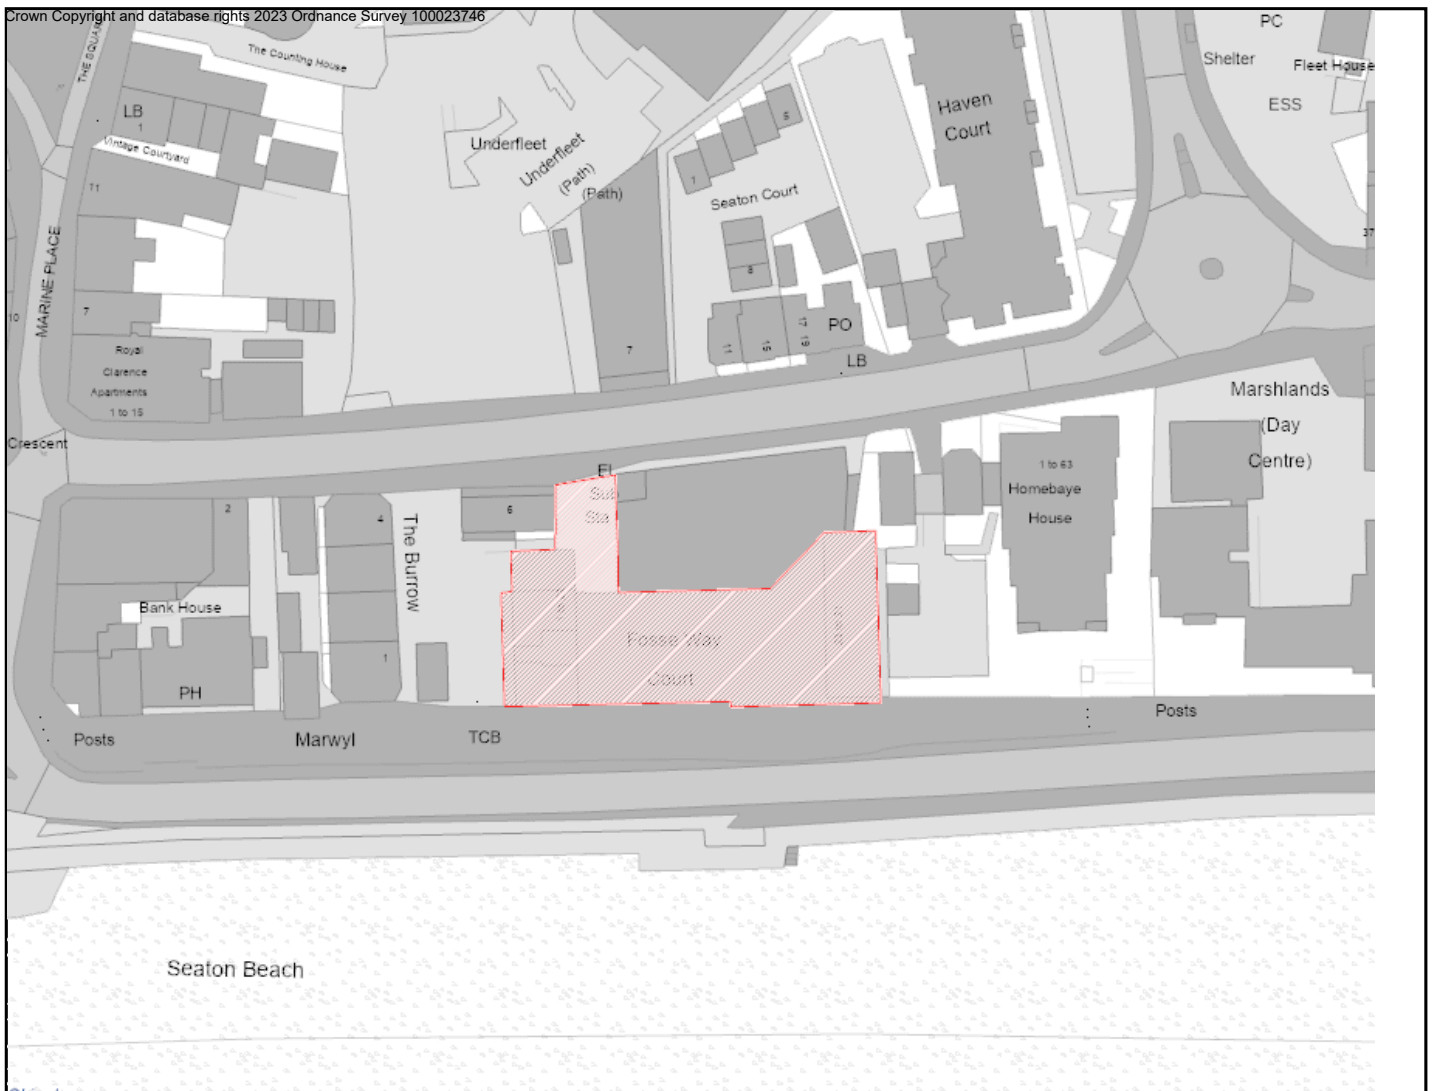 Crown Copyright and database rights 2023 Ordnance Survey 100023746
THE SQUARE
The Counting House
PC
Shelter
Fleet House
ESS
LB
1
Vintage Courtyard
11
Underfleet
Underfleet
(Path)
(Path)
Haven
Court
1
Seaton Court
8
37
MARINE PLACE
10
7
Royal
Clarence
Apartments
1 to 15
7
11
15
17
19
PO
LB
Marshlands
(Day
Centre)
Crescent
El
Sub
Sta
2
4
6
The Burrow
1 to 63
Homebaye
House
Bank House
Fosse Way
Court
1
PH
Posts
Marwyl
TCB
Posts
Seaton Beach